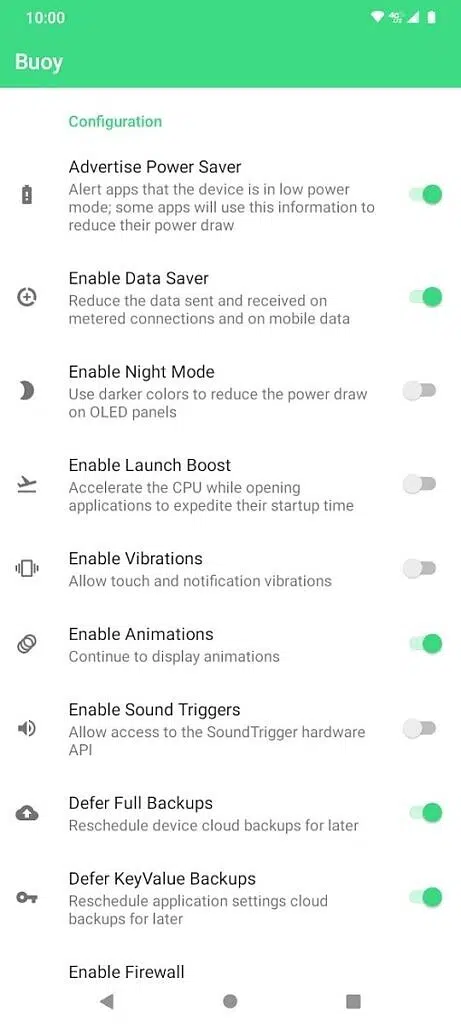 10:00
Buoy
Configuration
Advertise Power Saver
Alert apps that the device is in low power
mode; some apps will use this information to
reduce their power draw
Enable Data Saver
Reduce the data sent and received on
metered connections and on mobile data
Enable Night Mode
Use darker colors to reduce the power draw
on OLED panels
Enable Launch Boost
Accelerate the CPU while opening
applications to expedite their startup time
Enable Vibrations
Allow touch and notification vibrations
Enable Animations
Continue to display animations
Enable Sound Triggers
Allow access to the SoundTrigger hardware
API
Defer Full Backups
Reschedule device cloud backups for later
Defer KeyValue Backups
Reschedule application settings cloud
backups for later
Enable Firewall